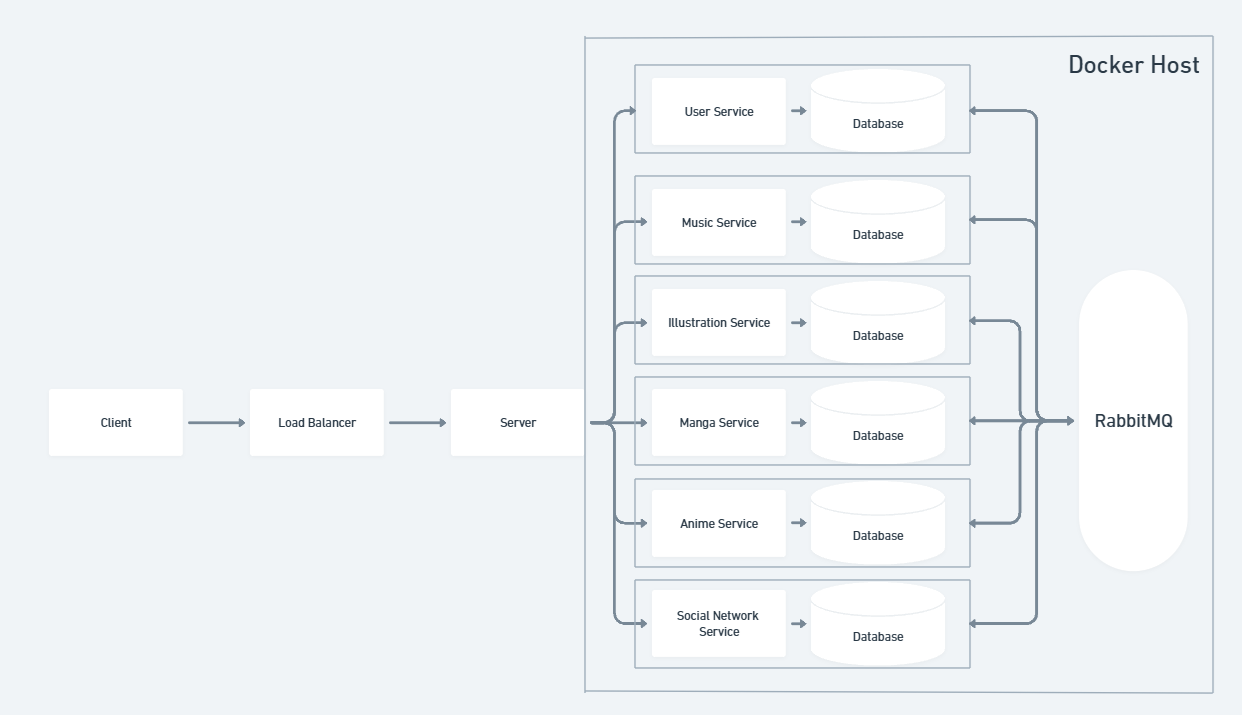 Docker Host
User Service
Database
Music Service
Database
Illustration Service
Database
Client
Load Balancer
Server
Manga Service
Database
RabbitMQ
Anime Service
Database
Social Network
Service
Database